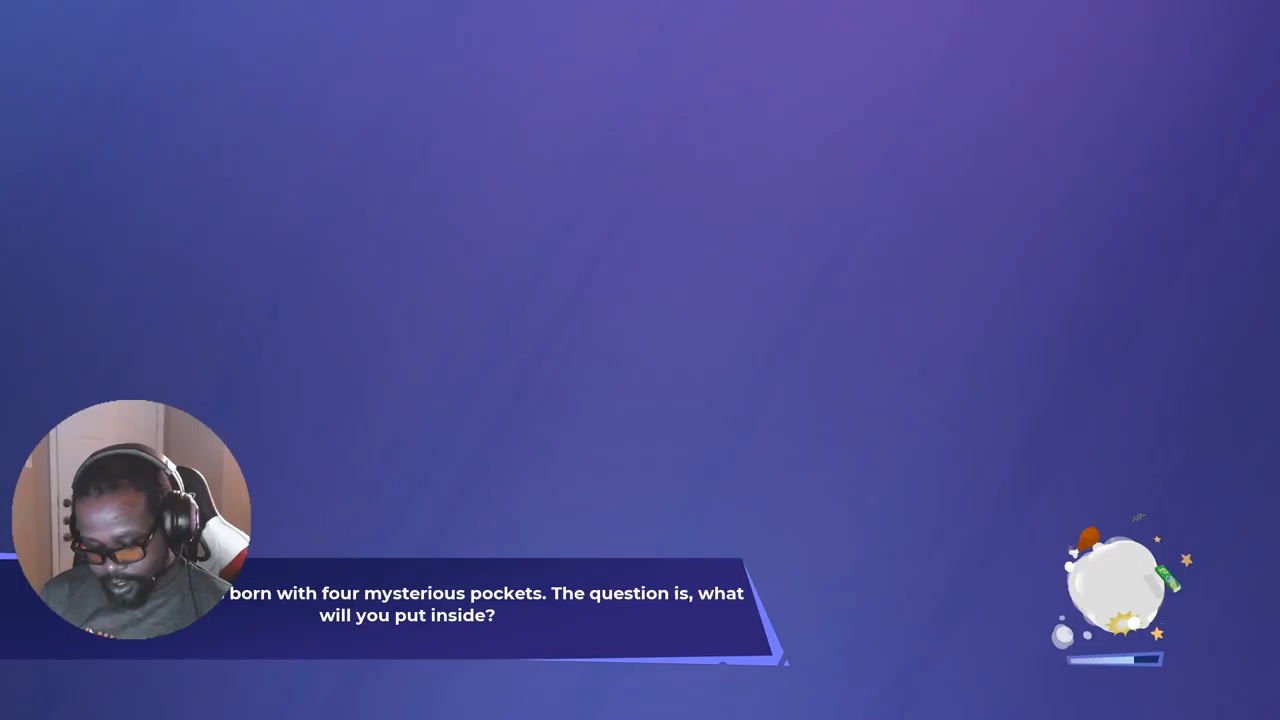 born with four mysterious pockets. The question is, what
will you put inside?